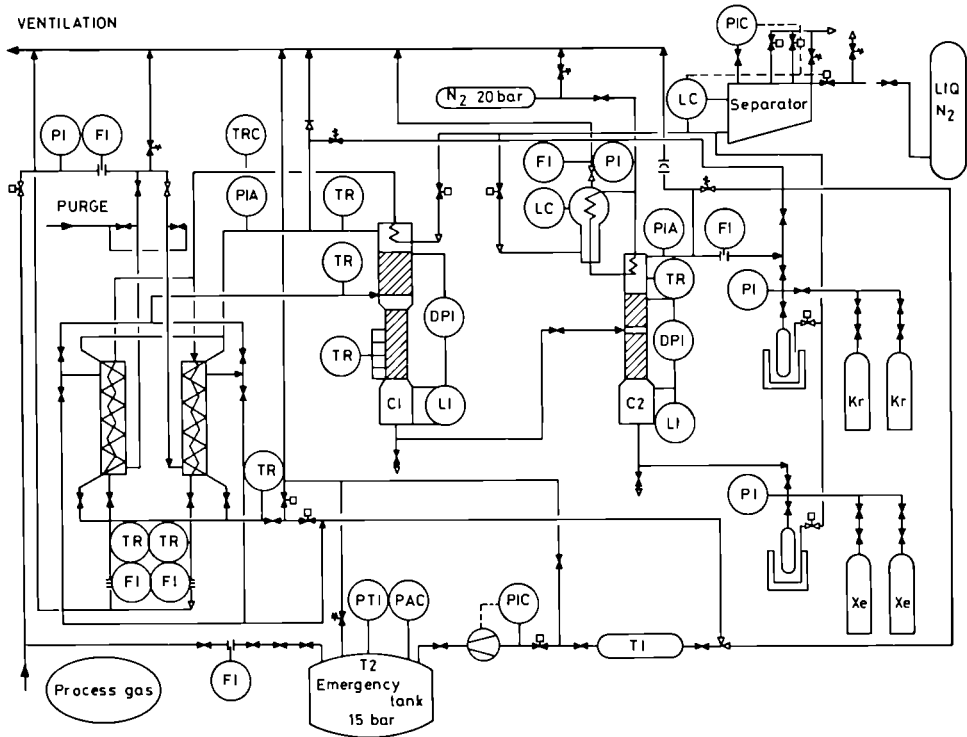 VENTILATION
PIC
N2 20 bar
LC
Separator
LIQ
N2
PI
FI
TRC
FI
PI
PURGE
PIA
TR
LC
PIA
FI
TR
TR
PI
DPI
DPI
TR
Kr
Kr
C1
LI
C2
LI
TR
PI
TR
TR
FI
FI
Xe
Xe
PTI
PAC
PIC
T2
T1
FI
Emergency
tank
15 bar
Process gas